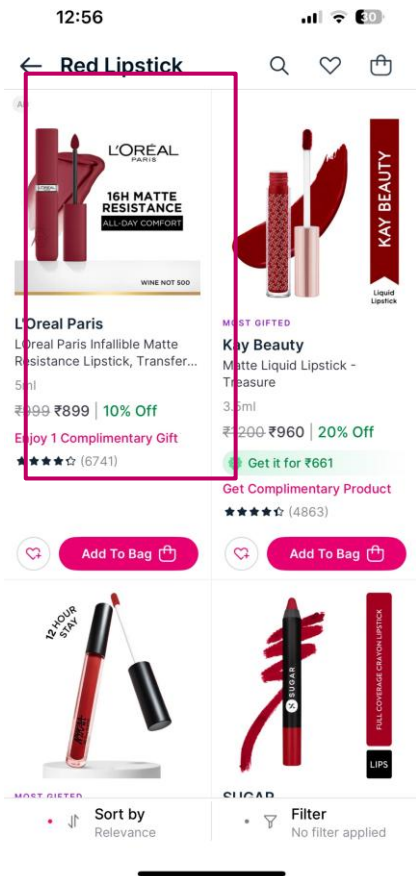 12:56
30
Red Lipstick
L'ORÉAL
PARIS
16H MATTE
RESISTANCE
ALL-DAY COMFORT
WINE NOT 500
L'Oreal Paris
LOreal Paris Infallible Matte
Resistance Lipstick, Transfer...
5ml
₹999 ₹899 | 10% Off
Enjoy 1 Complimentary Gift
(6741)
Add To Bag
KAY BEAUTY
Liquid
Lipstick
MOST GIFTED
Kay Beauty
Matte Liquid Lipstick -
Treasure
3.5ml
₹1200 ₹960 | 20% Off
Get it for ₹661
Get Complimentary Product
(4863)
Add To Bag
12 HOUR
STAY
MOST GIFTED
SUGAR
FULL COVERAGE CRAYON LIPSTICK
LIPS
SUGAR
Sort by
Relevance
Filter
No filter applied